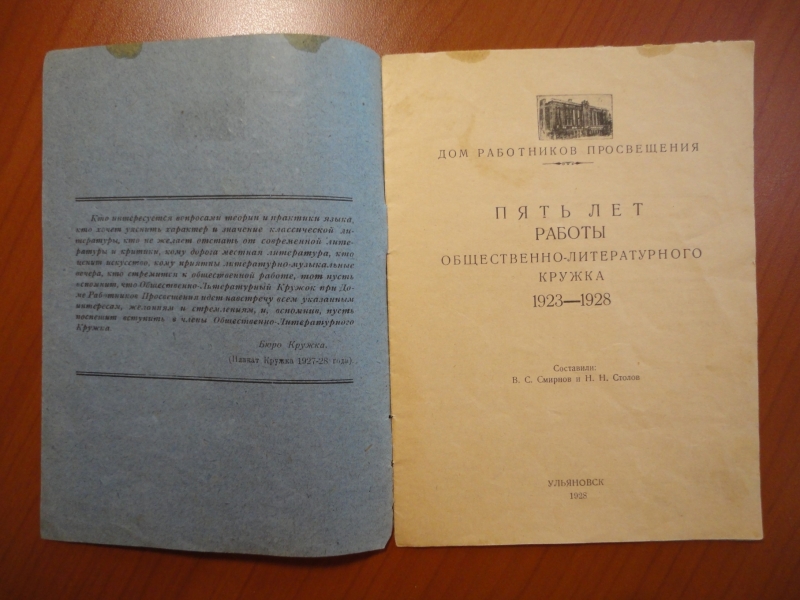 Кто интересуется вопросами теории и практики языка,
кто хочет уяснить характер и значение классической ли-
тературы, кто не желает отстать от современной лите-
ратуры и критики, кому дорога местная литература, кто
ценит искусство, кому приятны литературно-музыкальные
вечера, кто стремится к общественной работе, тот пусть
вспомнит, что Общественно-Литературный Кружок при До-
ме Работников Просвещения идет навстречу всем указанным
интересам, желаниям и стремлениям, и, вспомнив, пусть
поспешит вступить в члены Общественно-Литературного
Кружка
Бюро Кружка.
(Плакат Кружка 1927-28 года)
ДОМ РАБОТНИКОВ ПРОСВЕЩЕНИЯ
ПЯТЬ ЛЕТ
РАБОТЫ
ОБЩЕСТВЕННО-ЛИТЕРАТУРНОГО
КРУЖКА
1923—1928
Составили:
В. С. Смирнов и Н. Н. Столов
УЛЬЯНОВСК
1928